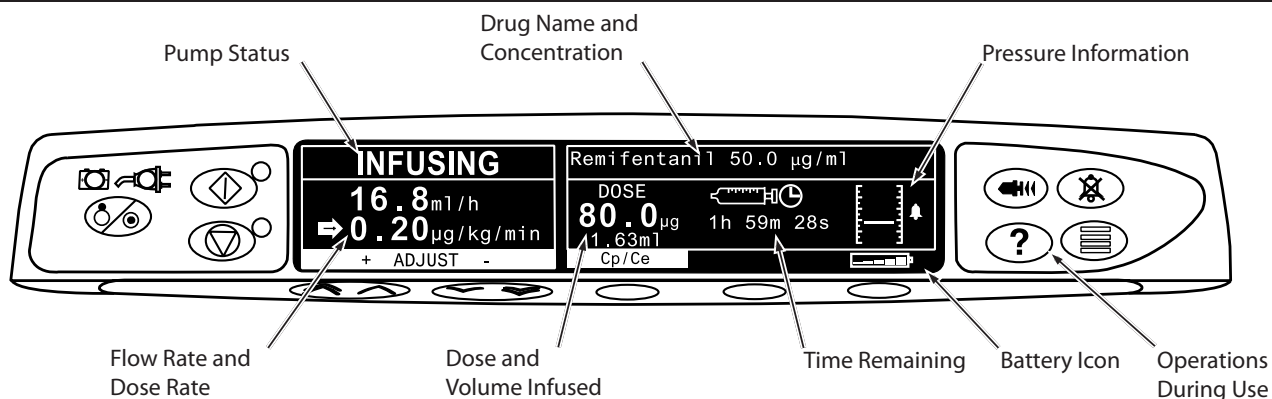 Drug Name and
Concentration
Pump Status
Pressure Information
INFUSING
Remifentanil 50.0 µg/ml
16.8ml/h
0.20µg/kg/min
DOSE
80.0µg
1.63ml
1h 59m 28s
+ ADJUST -
Cp/Ce
?
Flow Rate and
Dose Rate
Dose and
Volume Infused
Time Remaining
Battery Icon
Operations
During Use